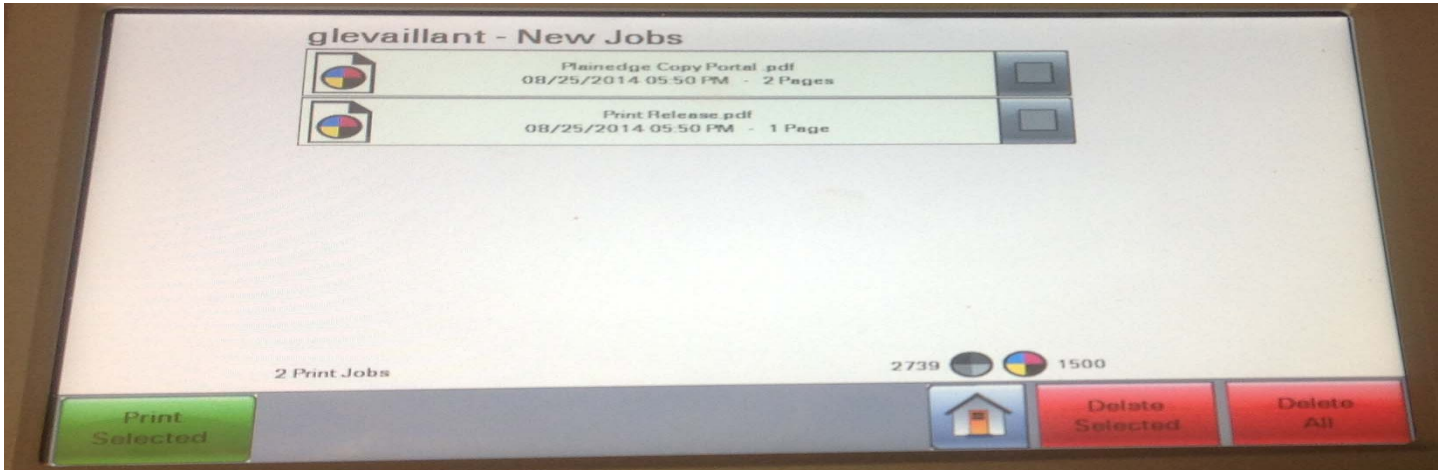 glevaillant - New Jobs
Plainedge Copy Portal .pdf
08/25/2014 05:50 PM - 2 Pages
Print Release.pdf
08/25/2014 05:50 PM - 1 Page
2739 1500
2 Print Jobs
Print
Selected
Delete
Selected
Delete
All